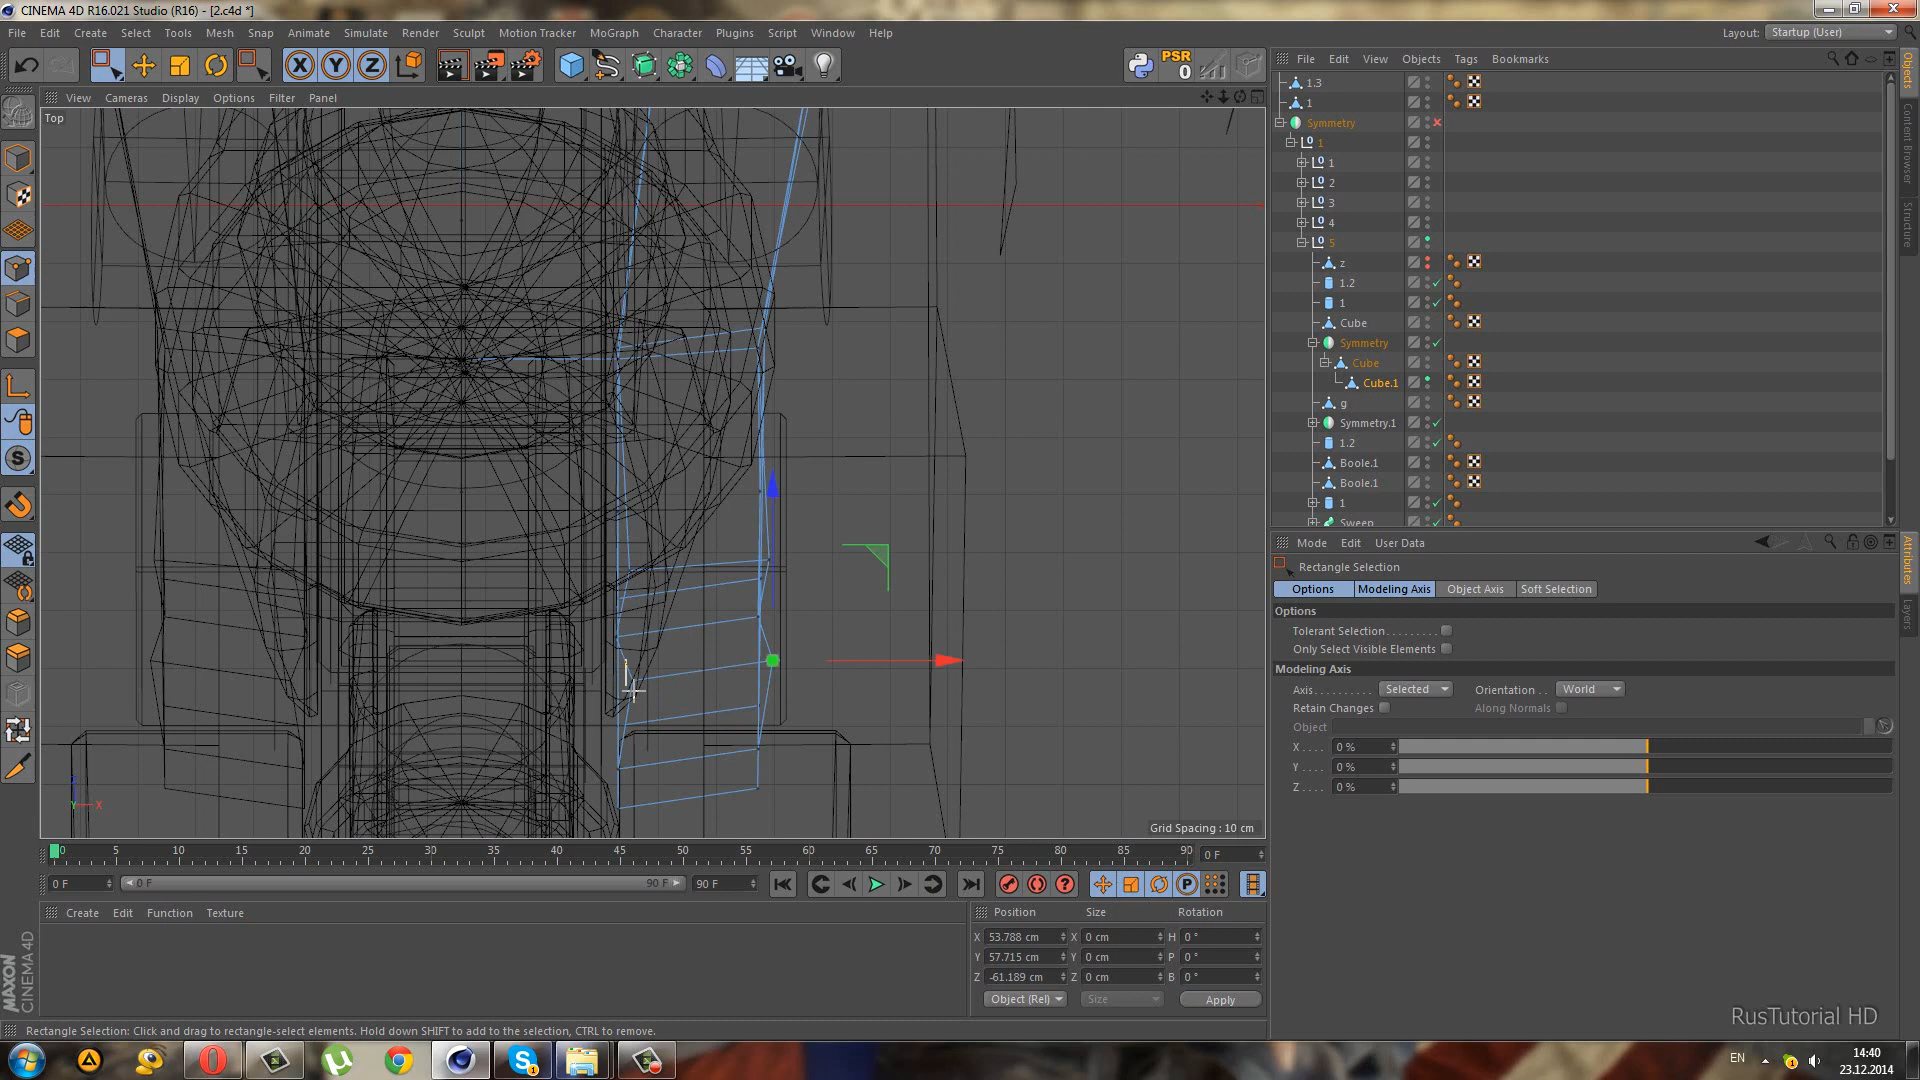 CINEMA 4D R16.021 Studio (R16) - [2.c4d *]
File Edit Create Select Tools Mesh Snap Animate Simulate Render Sculpt Motion Tracker MoGraph Character Plugins Script Window Help
Layout: Startup (User)
X Y Z
PSR
0
File Edit View Objects Tags Bookmarks
View Cameras Display Options Filter Panel
Top
1.3
1
Symmetry
1
1
2
3
4
5
z
1.2
1
Cube
Symmetry
Cube
Cube.1
g
Symmetry.1
1.2
Boole.1
Boole.1
1
Sweep
Objects
Content Browser
Structure
Mode Edit User Data
Rectangle Selection
Options Modeling Axis Object Axis Soft Selection
Options
Tolerant Selection
Only Select Visible Elements
Modeling Axis
Axis Selected Orientation World
Retain Changes Along Normals
Object
X 0 %
Y 0 %
Z 0 %
Attributes
Layers
Y X
Grid Spacing : 10 cm
0 5 10 15 20 25 30 35 40 45 50 55 60 65 70 75 80 85 90 0 F
0 F 0 F 90 F 90 F
Create Edit Function Texture
Position Size Rotation
X 53.788 cm X 0 cm H 0 °
Y 57.715 cm Y 0 cm P 0 °
Z -61.189 cm Z 0 cm B 0 °
Object (Rel) Size Apply
MAXON
CINEMA 4D
Rectangle Selection: Click and drag to rectangle-select elements. Hold down SHIFT to add to the selection, CTRL to remove.
RusTutorial HD
EN
14:40
23.12.2014